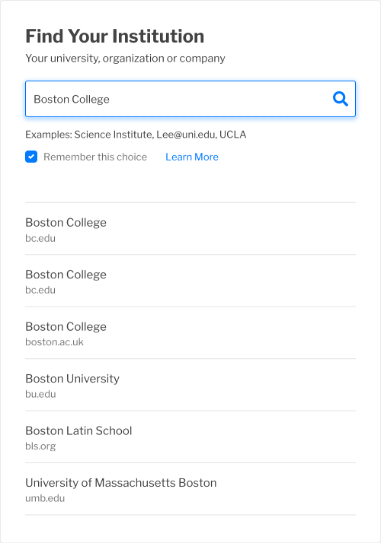 Find Your Institution
Your university, organization or company
Boston College
Examples: Science Institute, Lee@uni.edu, UCLA
Remember this choice Learn More
Boston College
bc.edu
Boston College
bc.edu
Boston College
boston.ac.uk
Boston University
bu.edu
Boston Latin School
bls.org
University of Massachusetts Boston
umb.edu